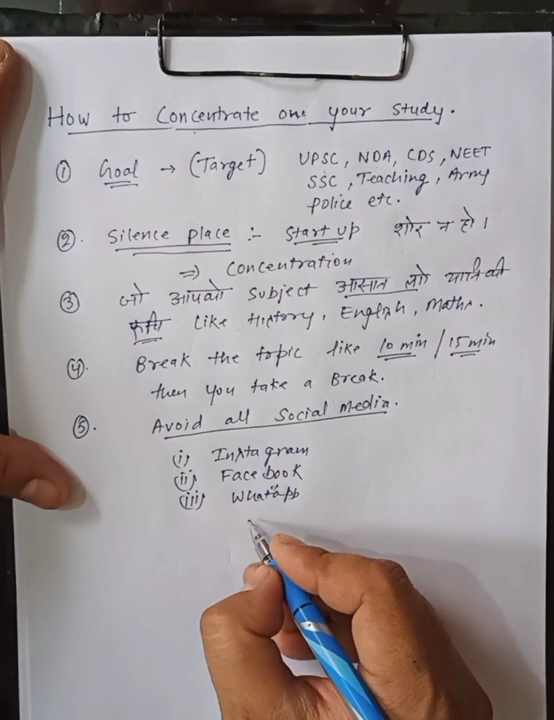 How to Concentrate one your study.
① Goal → (Target) UPSC, NDA, CDS, NEET
SSC, Teaching, Army
police etc.
②. Silence place :- Start up शोर न हो।
⇒ Concentration
③ जो आपको Subject आसान लगे यानि की
रूचि Like History, English, Maths.
④. Break the topic like 10 min / 15 min
then you take a Break.
⑤. Avoid all Social media.
(i) Instagram
(ii) Facebook
(iii) Whatapp